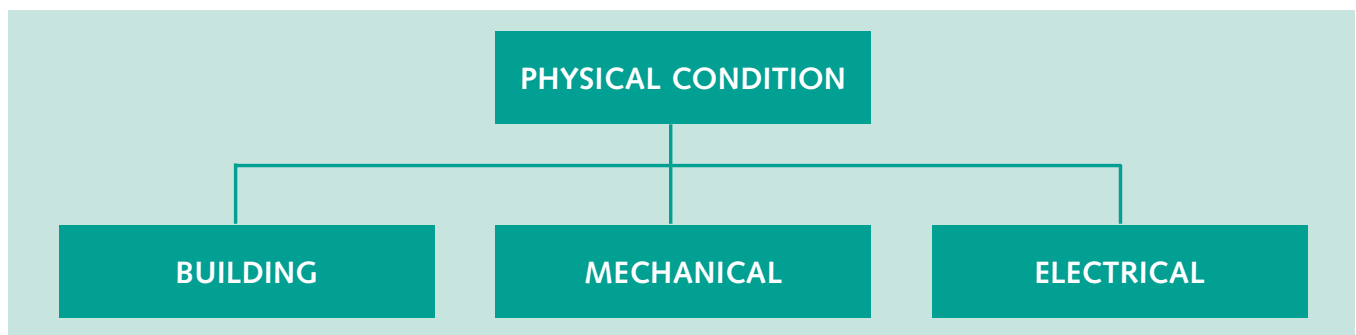 PHYSICAL CONDITION
BUILDING
MECHANICAL
ELECTRICAL